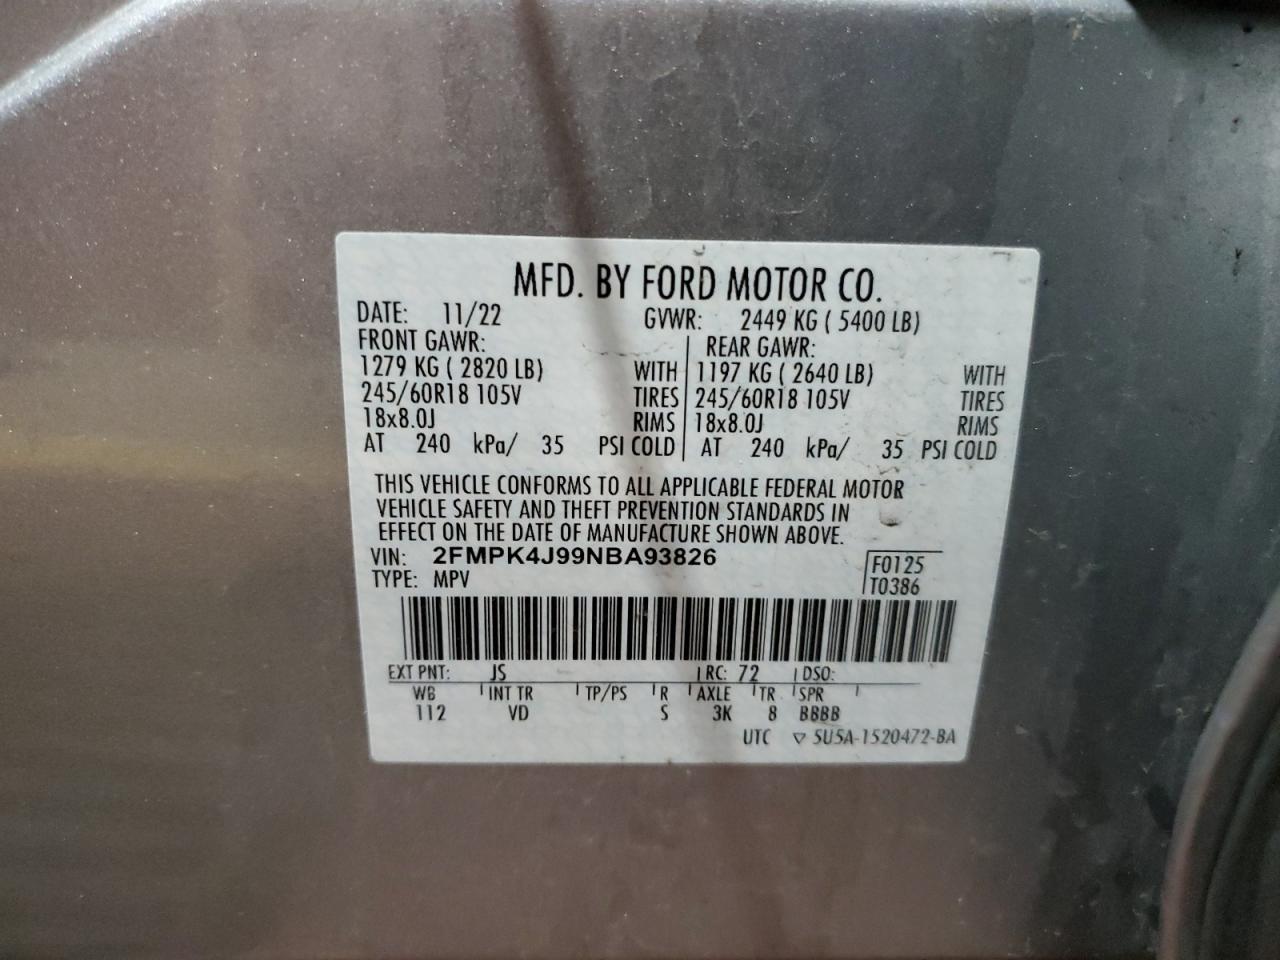 MFD. BY FORD MOTOR CO.
DATE: 11/22 GVWR: 2449 KG ( 5400 LB)
FRONT GAWR: REAR GAWR:
1279 KG ( 2820 LB) WITH 1197 KG ( 2640 LB) WITH
245/60R18 105V TIRES 245/60R18 105V TIRES
18x8.0J RIMS 18x8.0J RIMS
AT 240 kPa/ 35 PSI COLD AT 240 kPa/ 35 PSI COLD
THIS VEHICLE CONFORMS TO ALL APPLICABLE FEDERAL MOTOR
VEHICLE SAFETY AND THEFT PREVENTION STANDARDS IN
EFFECT ON THE DATE OF MANUFACTURE SHOWN ABOVE.
VIN: 2FMPK4J99NBA93826 F0125
TYPE: MPV T0386
EXT PNT: JS RC: 72 DSO:
WB INT TR TP/PS R AXLE TR SPR
112 VD S 3K 8 BBBB
UTC ▽ 5U5A-1520472-BA